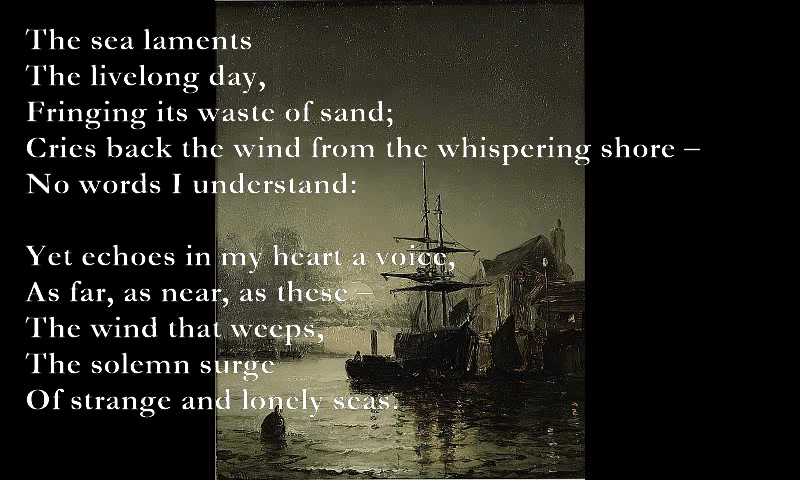 The sea laments
The livelong day,
Fringing its waste of sand;
Cries back the wind from the whispering shore –
No words I understand:

Yet echoes in my heart a voice,
As far, as near, as these –
The wind that weeps,
The solemn surge
Of strange and lonely seas.